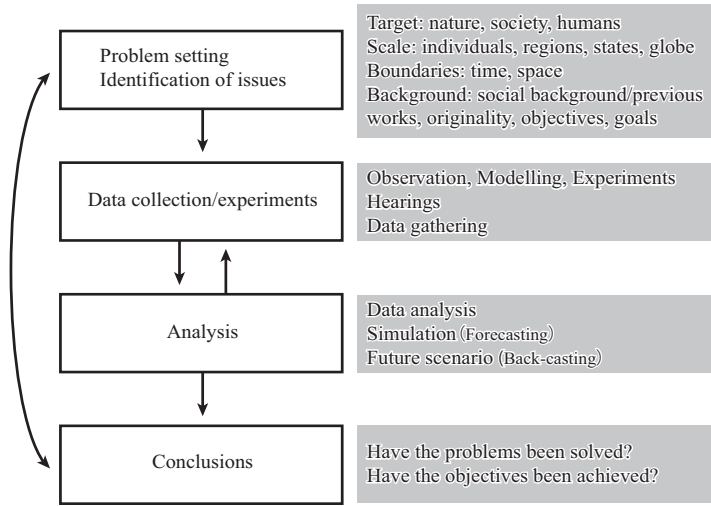 Problem setting
Identification of issues
Target: nature, society, humans
Scale: individuals, regions, states, globe
Boundaries: time, space
Background: social background/previous
works, originality, objectives, goals
Data collection/experiments
Observation, Modelling, Experiments
Hearings
Data gathering
Analysis
Data analysis
Simulation (Forecasting)
Future scenario (Back-casting)
Conclusions
Have the problems been solved?
Have the objectives been achieved?